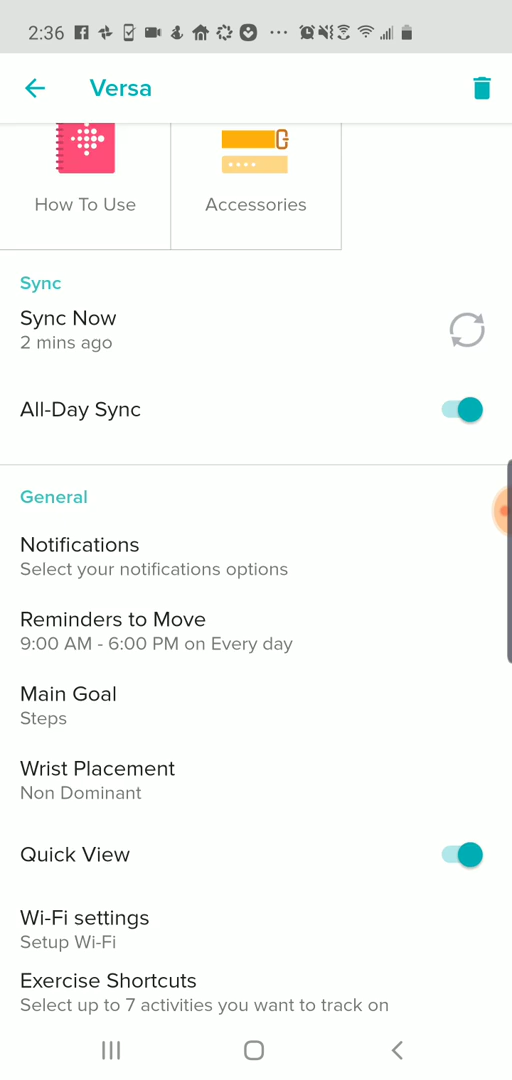 2:36
Versa
How To Use
Accessories
Sync
Sync Now
2 mins ago
All-Day Sync
General
Notifications
Select your notifications options
Reminders to Move
9:00 AM - 6:00 PM on Every day
Main Goal
Steps
Wrist Placement
Non Dominant
Quick View
Wi-Fi settings
Setup Wi-Fi
Exercise Shortcuts
Select up to 7 activities you want to track on